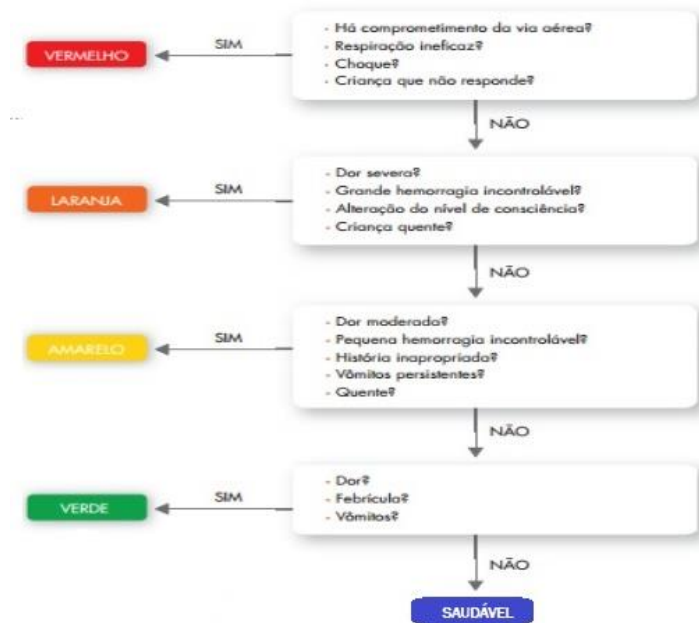 - Há comprometimento da via aérea?
- Respiração ineficaz?
- Choque?
- Criança que não responde?
SIM
VERMELHO
NÃO
- Dor severa?
- Grande hemorragia incontrolável?
- Alteração do nível de consciência?
- Criança quente?
SIM
LARANJA
NÃO
- Dor moderada?
- Pequena hemorragia incontrolável?
- História inapropriada?
- Vômitos persistentes?
- Quente?
SIM
AMARELO
NÃO
- Dor?
- Febrícula?
- Vômitos?
SIM
VERDE
NÃO
SAUDÁVEL